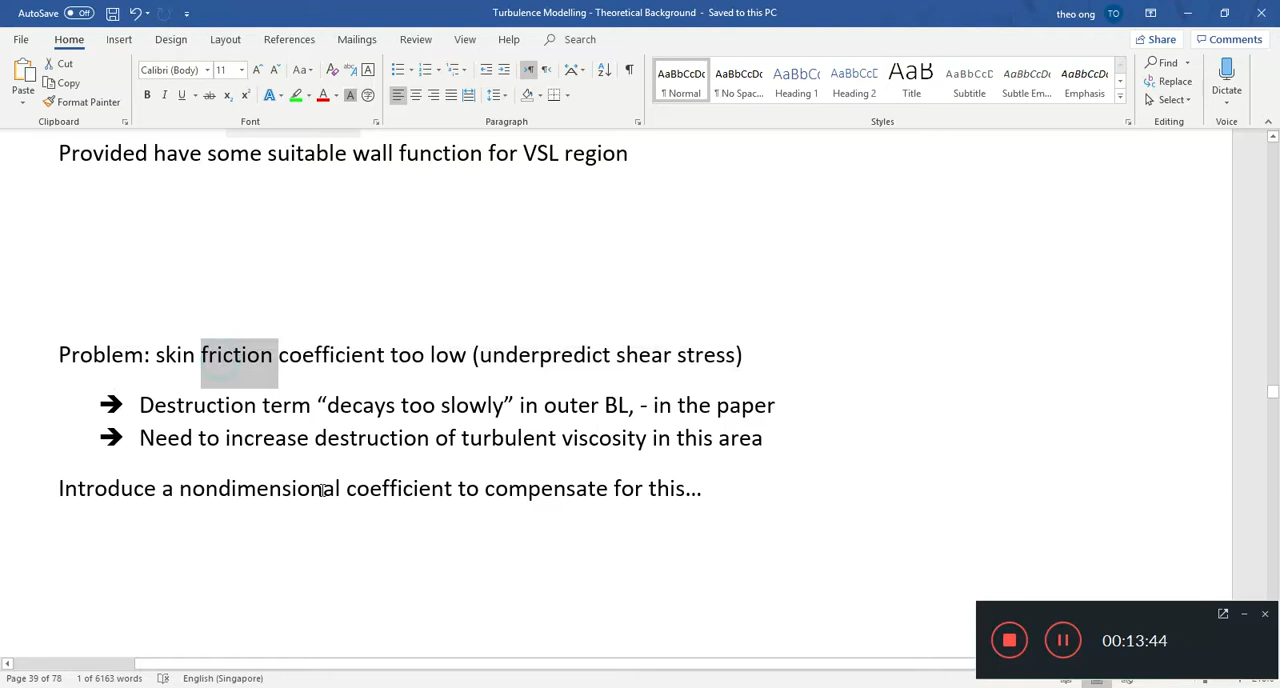 AutoSave Off
Turbulence Modelling - Theoretical Background - Saved to this PC
theo ong TO
File Home Insert Design Layout References Mailings Review View Help Search
Share Comments
Paste
Cut
Copy
Format Painter
Calibri (Body) 11
AaBbCcDc AaBbCcDc AaBbCc AaBbCcD AaB AaBbCcD AaBbCcDc AaBbCcDc
¶ Normal ¶ No Spac... Heading 1 Heading 2 Title Subtitle Subtle Em... Emphasis
Find
Replace
Select
Dictate
Clipboard Font Paragraph Styles Editing Voice
Provided have some suitable wall function for VSL region
Problem: skin friction coefficient too low (underpredict shear stress)
➔ Destruction term “decays too slowly” in outer BL, - in the paper
➔ Need to increase destruction of turbulent viscosity in this area
Introduce a nondimensional coefficient to compensate for this…
00:13:44
Page 39 of 78 1 of 6163 words English (Singapore)